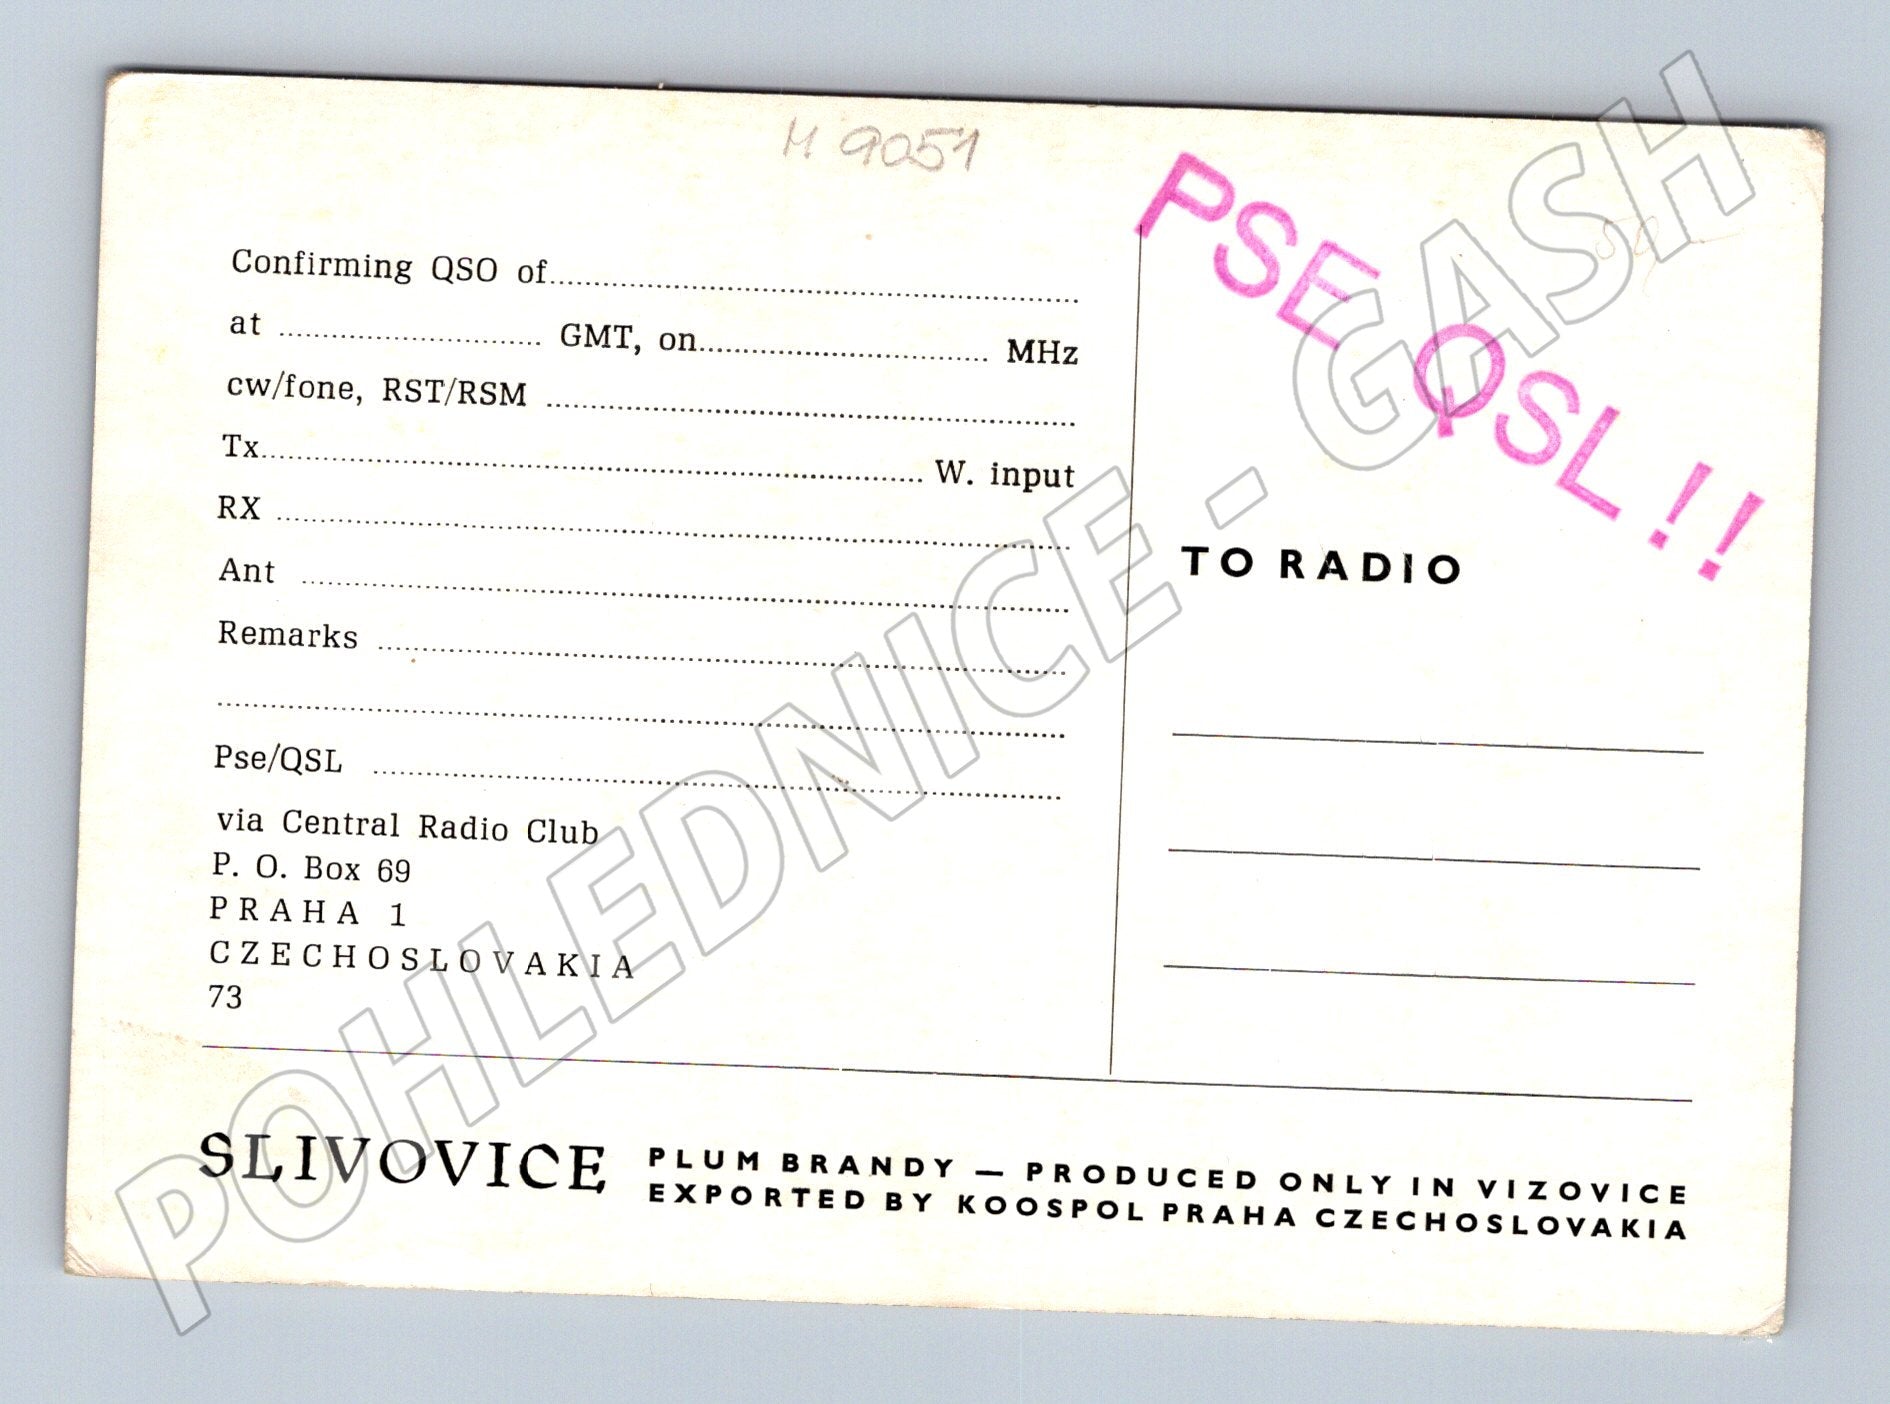 M 9051
PSE QSL!!
Confirming QSO of
at GMT, on MHz
cw/fone, RST/RSM
Tx W. input
RX
Ant
Remarks
Pse/QSL
via Central Radio Club
P. O. Box 69
PRAHA 1
CZECHOSLOVAKIA
73
TO RADIO
SLIVOVICE
PLUM BRANDY — PRODUCED ONLY IN VIZOVICE
EXPORTED BY KOOSPOL PRAHA CZECHOSLOVAKIA
POHLEDNICE - GASH